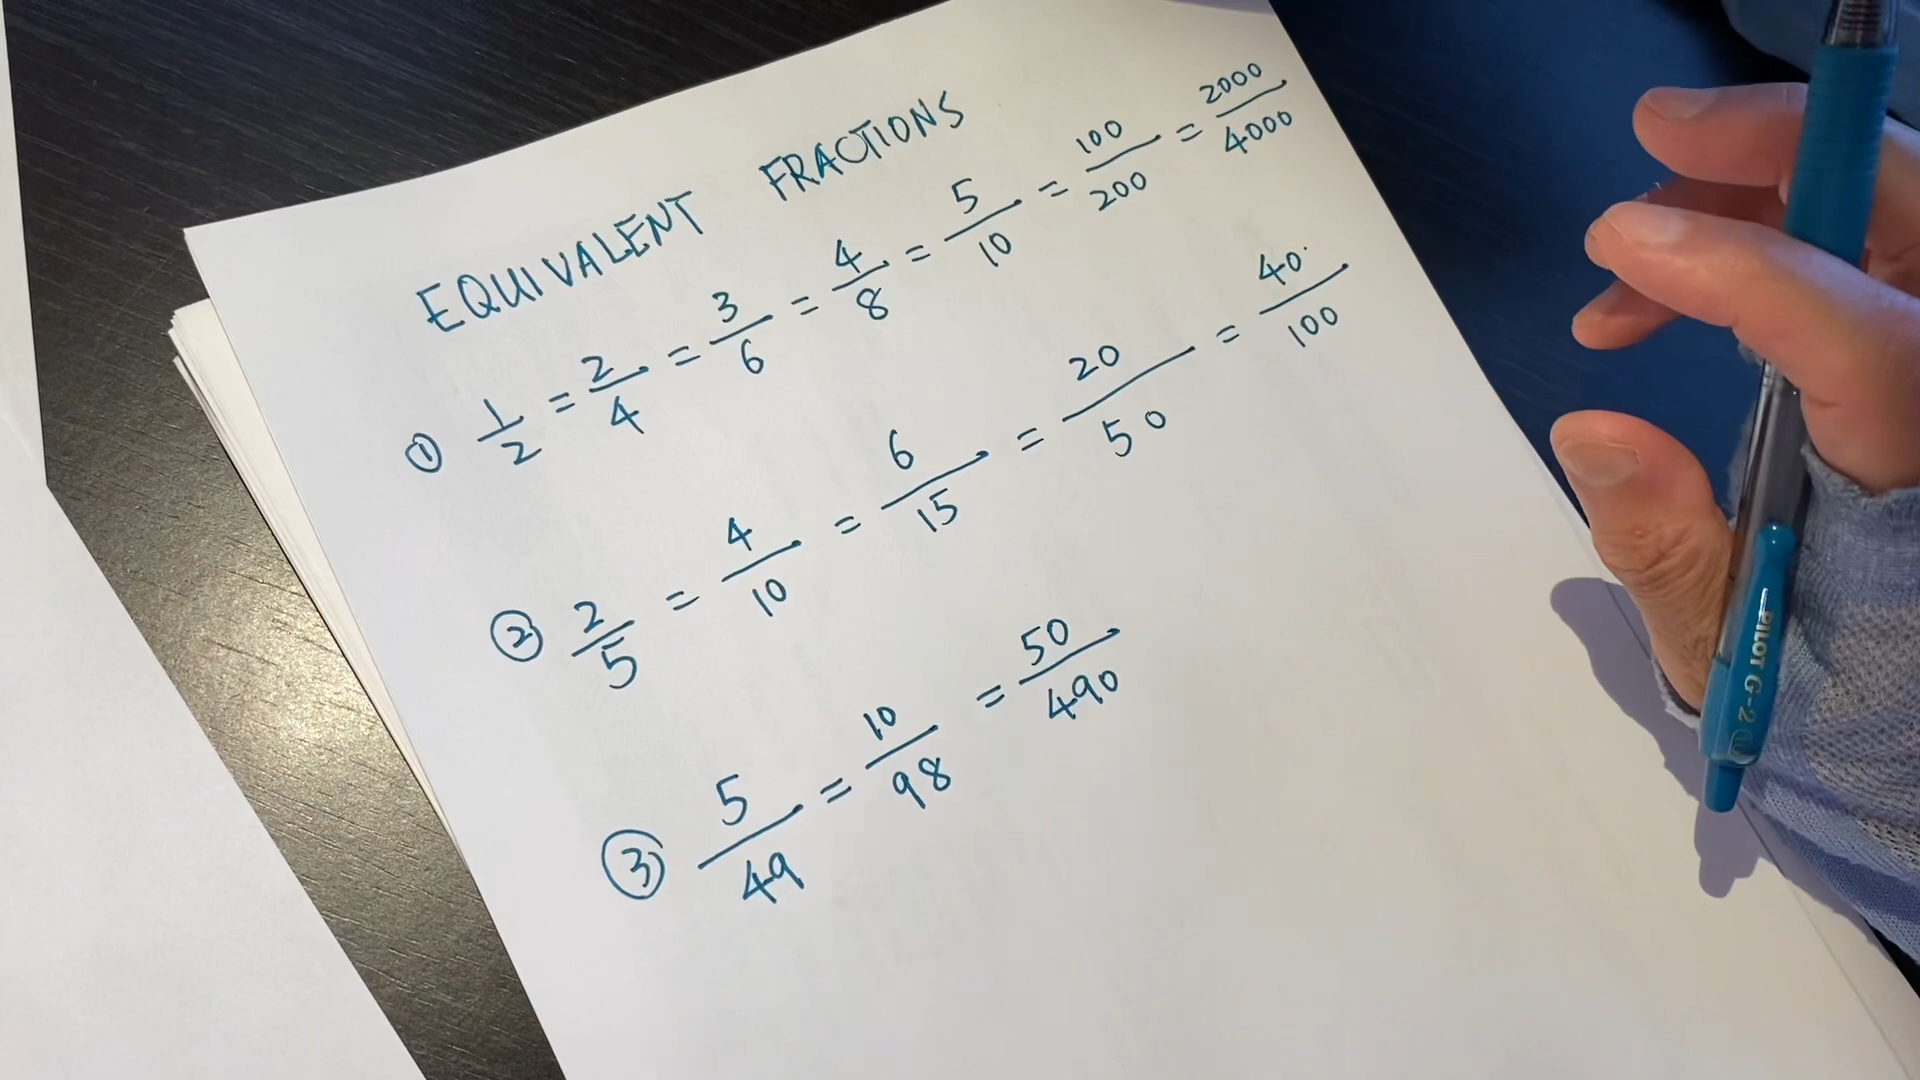 EQUIVALENT FRACTIONS
① 1/2 = 2/4 = 3/6 = 4/8 = 5/10 = 100/200 = 2000/4000
② 2/5 = 4/10 = 6/15 = 20/50 = 40/100
③ 5/49 = 10/98 = 50/490
PILOT G-2